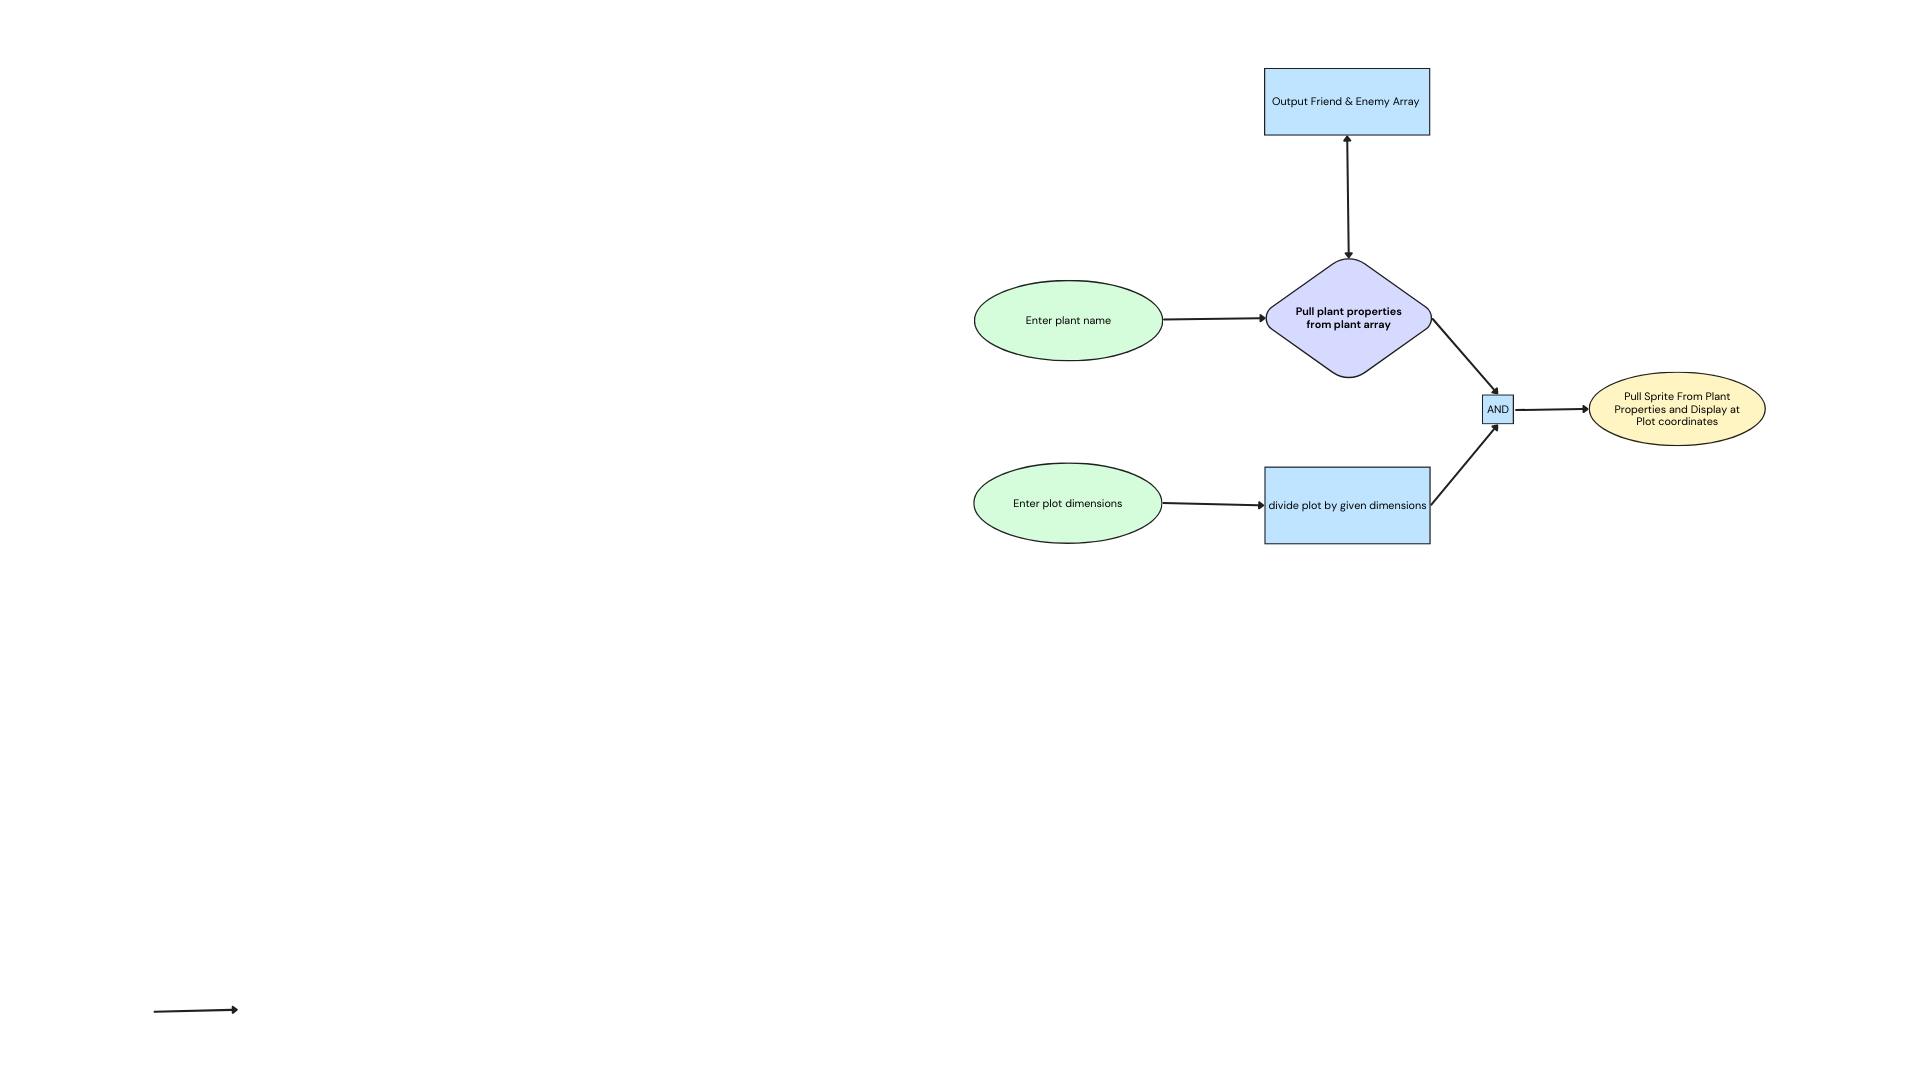 Output Friend & Enemy Array
Enter plant name
Pull plant properties
from plant array
AND
Pull Sprite From Plant
Properties and Display at
Plot coordinates
Enter plot dimensions
divide plot by given dimensions